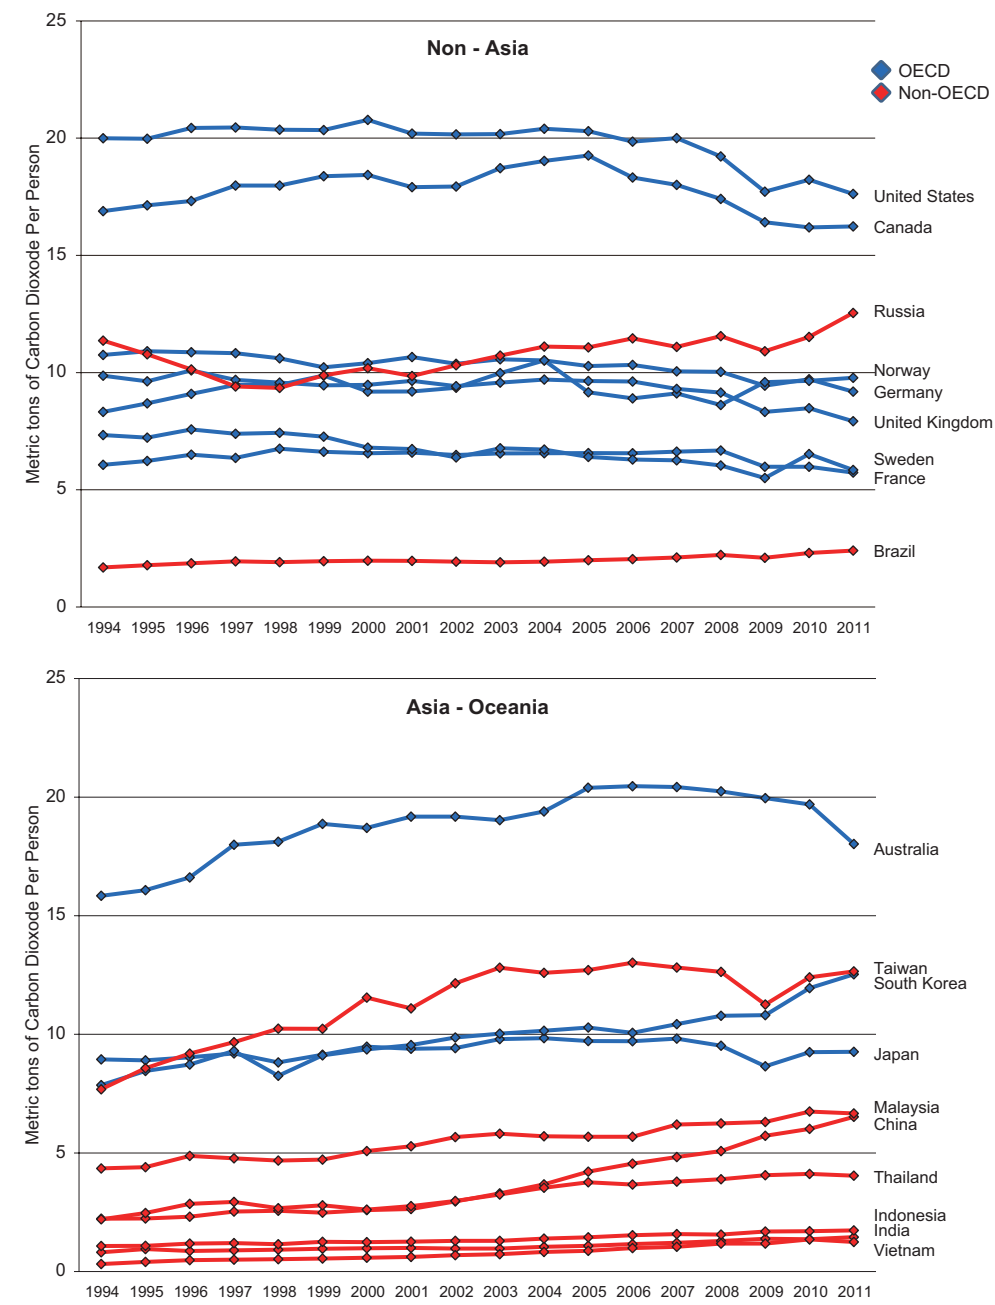 25
Non - Asia
OECD
Non-OECD
20
15
10
5
0
Metric tons of Carbon Dioxode Per Person
United States
Canada
Russia
Norway
Germany
United Kingdom
Sweden
France
Brazil
1994 1995 1996 1997 1998 1999 2000 2001 2002 2003 2004 2005 2006 2007 2008 2009 2010 2011
25
Asia - Oceania
20
15
10
5
0
Metric tons of Carbon Dioxode Per Person
Australia
Taiwan
South Korea
Japan
Malaysia
China
Thailand
Indonesia
India
Vietnam
1994 1995 1996 1997 1998 1999 2000 2001 2002 2003 2004 2005 2006 2007 2008 2009 2010 2011